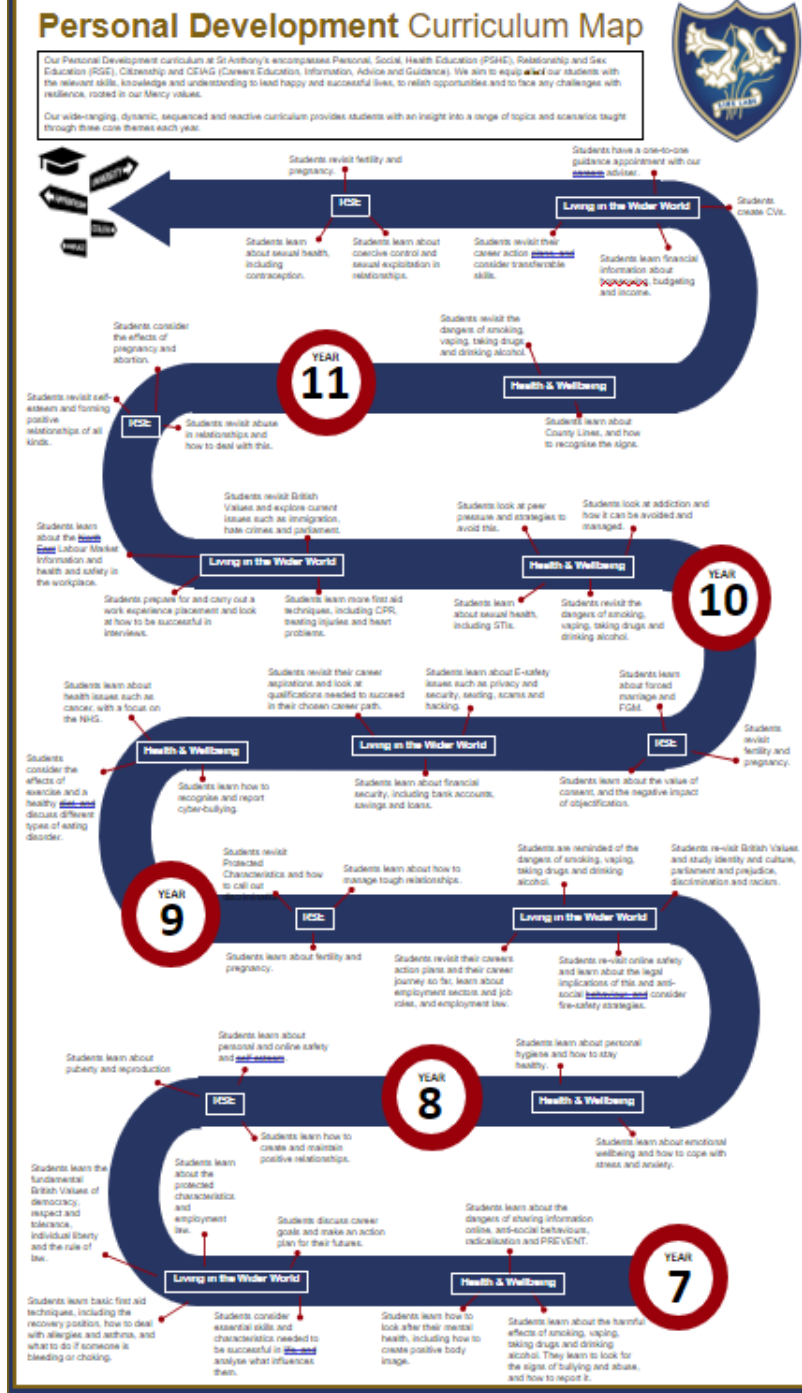 Personal Development Curriculum Map
Our Personal Development curriculum at St Anthony's encompasses Personal, Social, Health Education (PSHE), Relationship and Sex
Education (RSE), Citizenship and CEIAG (Careers Education, Information, Advice and Guidance). We aim to equip our students with
the relevant skills, knowledge and understanding to lead happy and successful lives, to relish opportunities and to face any challenges with
resilience, rooted in our Mercy values.
Our wide-ranging, dynamic, sequenced and reactive curriculum provides students with an insight into a range of topics and scenarios taught
through three core themes each year.
UNIVERSITY
Students revisit fertility and
pregnancy.
Students have a one-to-one
guidance appointment with our
careers adviser.
RSE
Living in the Wider World
Students
create CVs.
Students learn
about sexual health,
including
contraception.
Students learn about
coercive control and
sexual exploitation in
relationships.
Students revisit their
career action plans, and
consider transferrable
skills.
Students learn financial
information about
budgeting
and income.
Students consider
the effects of
pregnancy and
abortion.
YEAR
11
Students revisit the
dangers of smoking,
vaping, taking drugs
and drinking alcohol.
Health & Wellbeing
Students revisit self-
esteem and forming
positive
relationships of all
kinds.
RSE
Students revisit abuse
in relationships and
how to deal with this.
Students learn about
County Lines, and how
to recognise the signs.
Students revisit British
Values and explore current
issues such as immigration,
hate crimes and parliament.
Students look at peer
pressure and strategies to
avoid this.
Students look at addiction and
how it can be avoided and
managed.
Students learn
about the North
East Labour Market
Information and
health and safety in
the workplace.
Living in the Wider World
Health & Wellbeing
YEAR
10
Students prepare for and carry out a
work experience placement and look
at how to be successful in
interviews.
Students learn more first aid
techniques, including CPR,
treating injuries and heart
problems.
Students learn
about sexual health,
including STIs.
Students revisit the
dangers of smoking,
vaping, taking drugs and
drinking alcohol.
Students learn about
health issues such as
cancer, with a focus on
the NHS.
Students revisit their career
aspirations and look at
qualifications needed to succeed
in their chosen career path.
Students learn about E-safety
issues such as privacy and
security, sexting, scams and
hacking.
Students learn
about forced
marriage and
FGM.
Health & Wellbeing
Living in the Wider World
RSE
Students
revisit
fertility and
pregnancy.
Students
consider the
effects of
exercise and a
healthy diet, and
discuss different
types of eating
disorder.
Students learn how to
recognise and report
cyber-bullying.
Students learn about financial
security, including bank accounts,
savings and loans.
Students learn about the value of
consent, and the negative impact
of objectification.
Students revisit
Protected
Characteristics and how
to call out
Students learn about how to
manage tough relationships.
Students are reminded of the
dangers of smoking, vaping,
taking drugs and drinking
alcohol.
Students re-visit British Values
and study identity and culture,
parliament and prejudice,
discrimination and racism.
YEAR
9
RSE
Living in the Wider World
Students learn about fertility and
pregnancy.
Students revisit their careers
action plans and their career
journey so far, learn about
employment sectors and job
roles, and employment law.
Students re-visit online safety
and learn about the legal
implications of this and anti-
social behaviour, and consider
fire-safety strategies.
Students learn about
puberty and reproduction
Students learn about
personal and online safety
and self esteem.
Students learn about personal
hygiene and how to stay
healthy.
RSE
YEAR
8
Health & Wellbeing
Students learn how to
create and maintain
positive relationships.
Students learn about emotional
wellbeing and how to cope with
stress and anxiety.
Students learn the
fundamental
British Values of
democracy,
respect and
tolerance,
individual liberty
and the rule of
law.
Students learn
about the
protected
characteristics
and
employment
law.
Students discuss career
goals and make an action
plan for their futures.
Students learn about the
dangers of sharing information
online, anti-social behaviours,
radicalisation and PREVENT.
Living in the Wider World
Health & Wellbeing
YEAR
7
Students learn basic first aid
techniques, including the
recovery position, how to deal
with allergies and asthma, and
what to do if someone is
bleeding or choking.
Students consider
essential skills and
characteristics needed to
be successful in life, and
analyse what influences
them.
Students learn how to
look after their mental
health, including how to
create positive body
image.
Students learn about the harmful
effects of smoking, vaping,
taking drugs and drinking
alcohol. They learn to look for
the signs of bullying and abuse,
and how to report it.